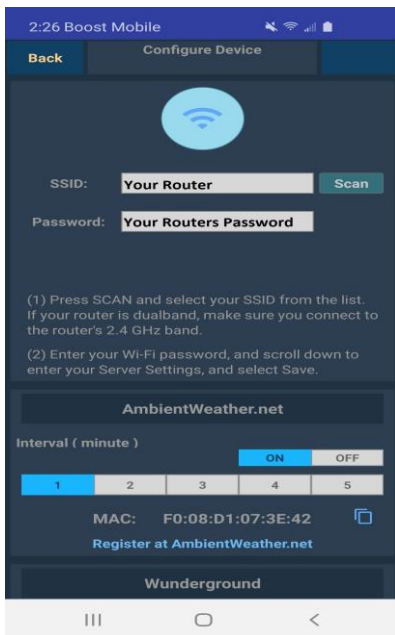 2:26 Boost Mobile
Back
Configure Device
SSID:
Your Router
Scan
Password:
Your Routers Password
(1) Press SCAN and select your SSID from the list.
If your router is dualband, make sure you connect to
the router's 2.4 GHz band.
(2) Enter your Wi-Fi password, and scroll down to
enter your Server Settings, and select Save.
AmbientWeather.net
Interval ( minute )
ON OFF
1 2 3 4 5
MAC: F0:08:D1:07:3E:42
Register at AmbientWeather.net
Wunderground